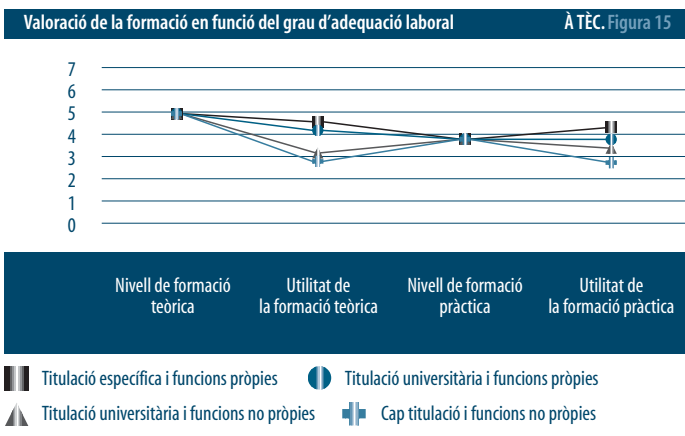 Valoració de la formació en funció del grau d'adequació laboral À TÈC. Figura 15
7
6
5
4
3
2
1
0
Nivell de formació teòrica
Utilitat de la formació teòrica
Nivell de formació pràctica
Utilitat de la formació pràctica
Titulació específica i funcions pròpies
Titulació universitària i funcions pròpies
Titulació universitària i funcions no pròpies
Cap titulació i funcions no pròpies